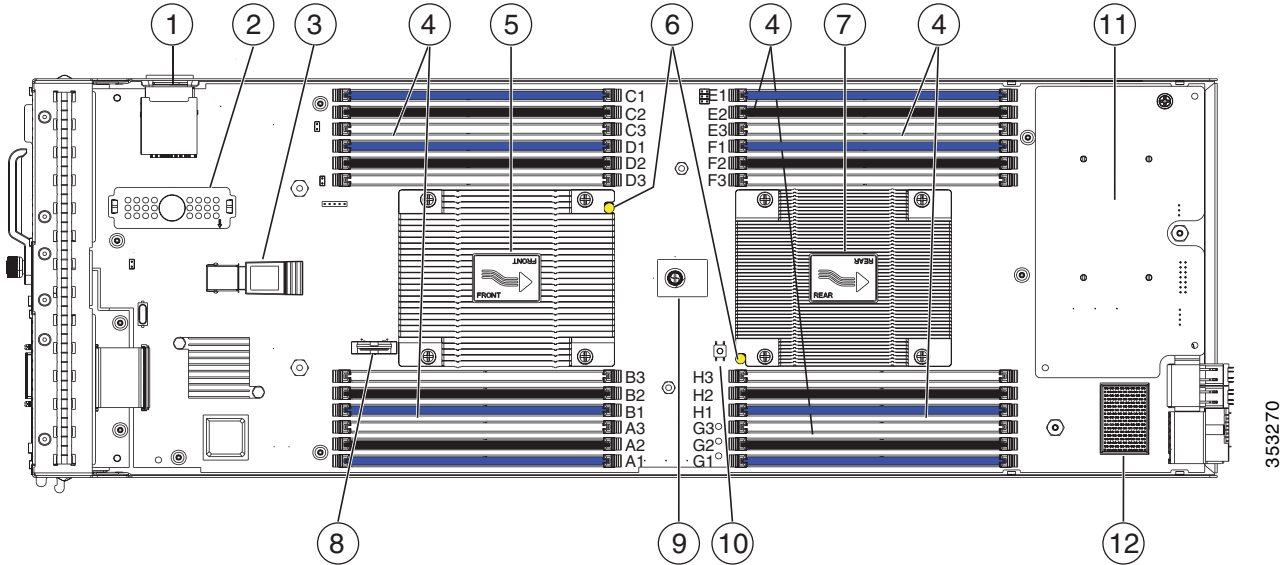 1 2 3 4 5 6 4 7 4 11
C1 E1
C2 E2
C3 E3
D1 F1
D2 F2
D3 F3
FRONT REAR
FRONT REAR
B3 H3
B2 H2
B1 H1
A3 G3
A2 G2
A1 G1
8 9 10 12
353270